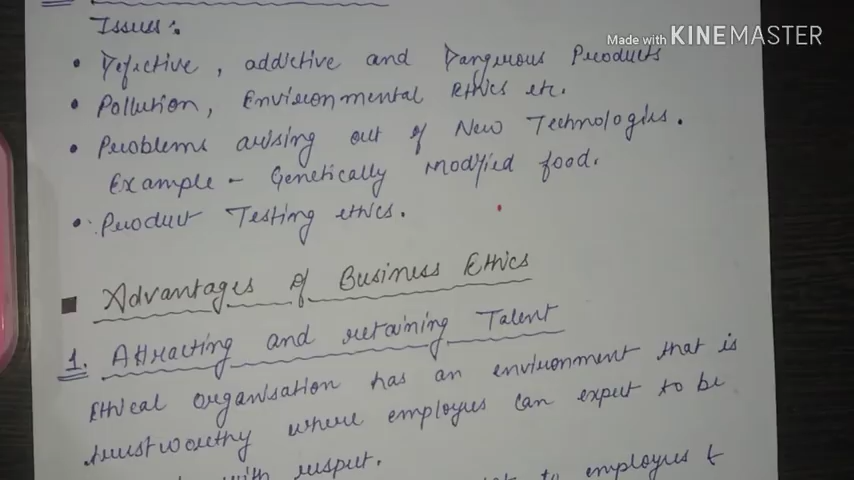 Issues :
Made with KINEMASTER
• Defective, addictive and Dangerous Products
• Pollution, Environmental Ethics etc.
• Problems arising out of New Technologies.
Example - Genetically modified food.
• Product Testing ethics.
■ Advantages of Business Ethics
1. Attracting and retaining Talent
Ethical organisation has an environment that is
trustworthy where employees can expect to be
with respect.
to employees